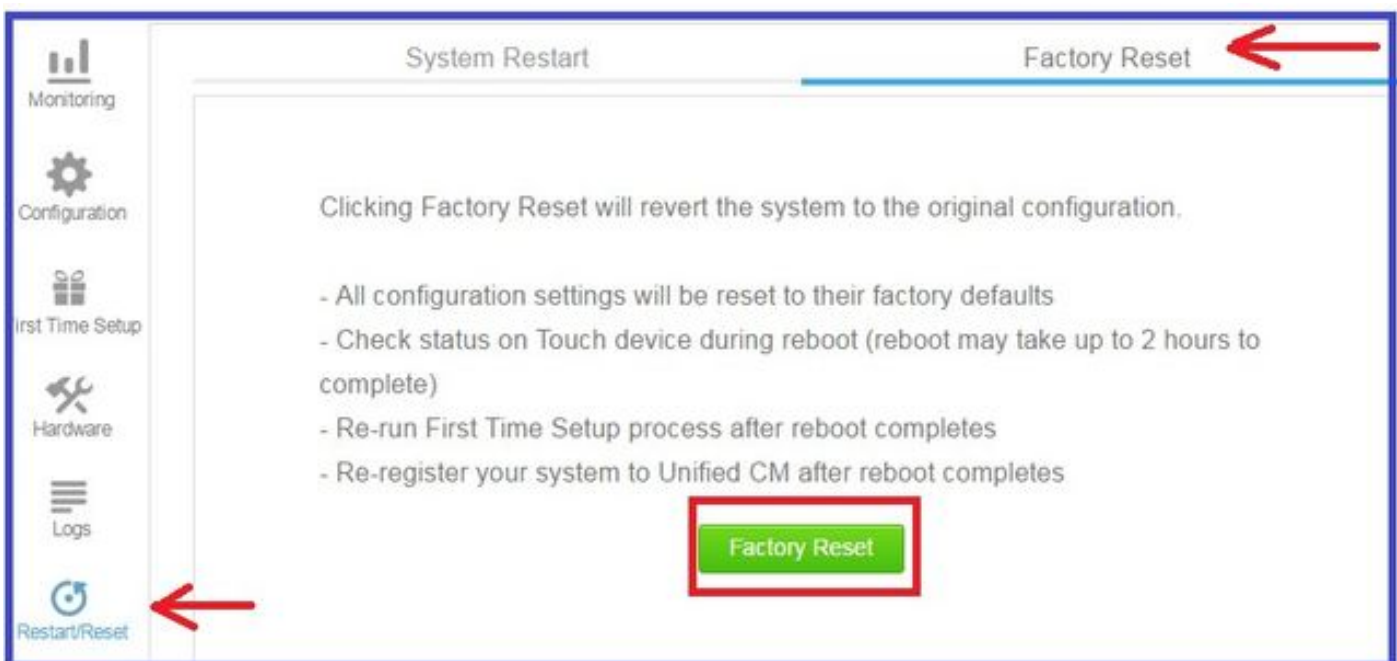 Monitoring
Configuration
irst Time Setup
Hardware
Logs
Restart/Reset
System Restart
Factory Reset
Clicking Factory Reset will revert the system to the original configuration.
- All configuration settings will be reset to their factory defaults
- Check status on Touch device during reboot (reboot may take up to 2 hours to
complete)
- Re-run First Time Setup process after reboot completes
- Re-register your system to Unified CM after reboot completes
Factory Reset